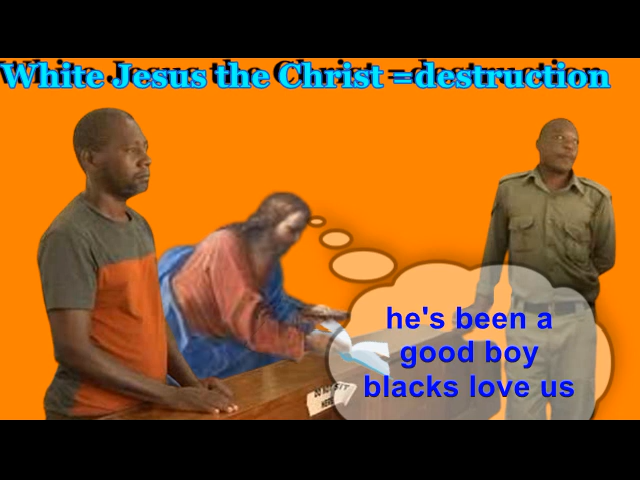 White Jesus the Christ =destruction
he's been a
good boy
blacks love us